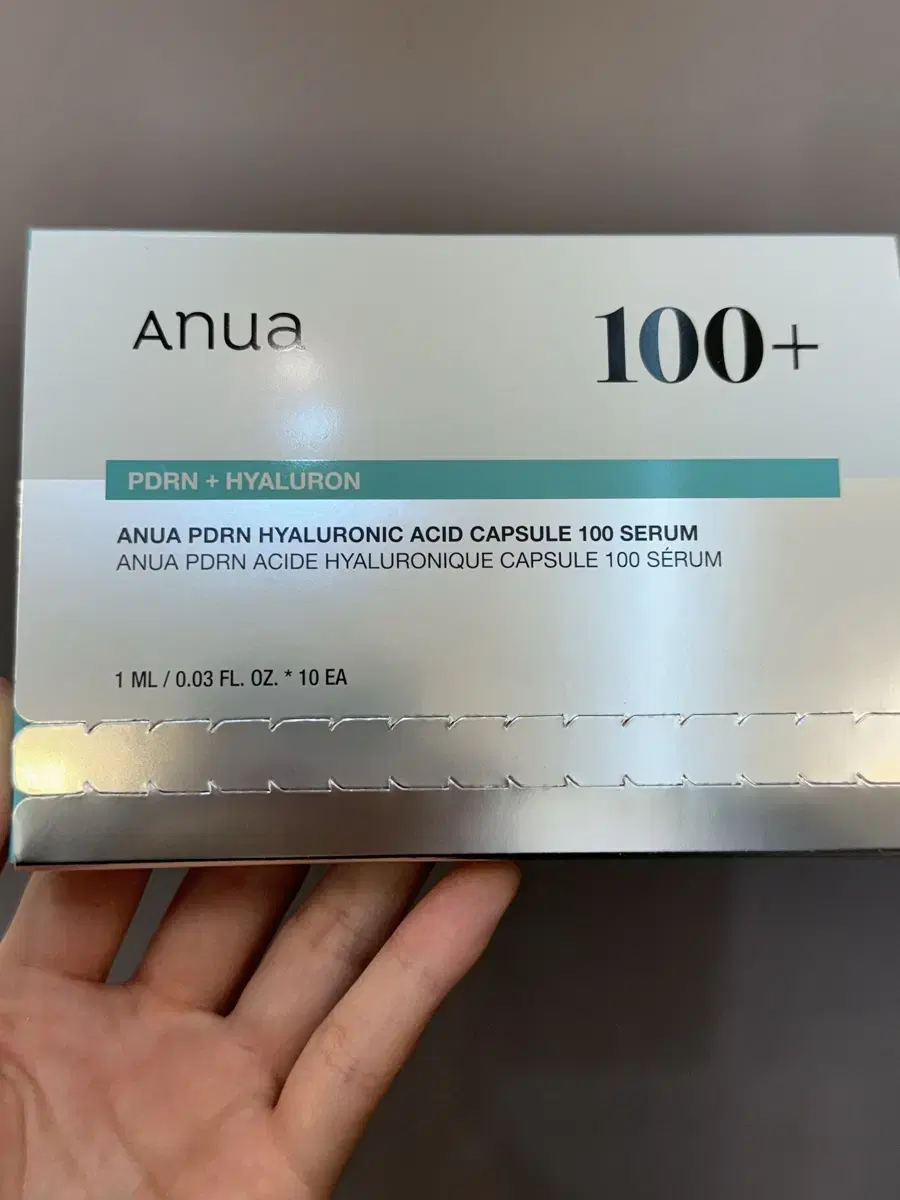 Anua
100+
PDRN + HYALURON
ANUA PDRN HYALURONIC ACID CAPSULE 100 SERUM
ANUA PDRN ACIDE HYALURONIQUE CAPSULE 100 SÉRUM
1 ML / 0.03 FL. OZ. * 10 EA